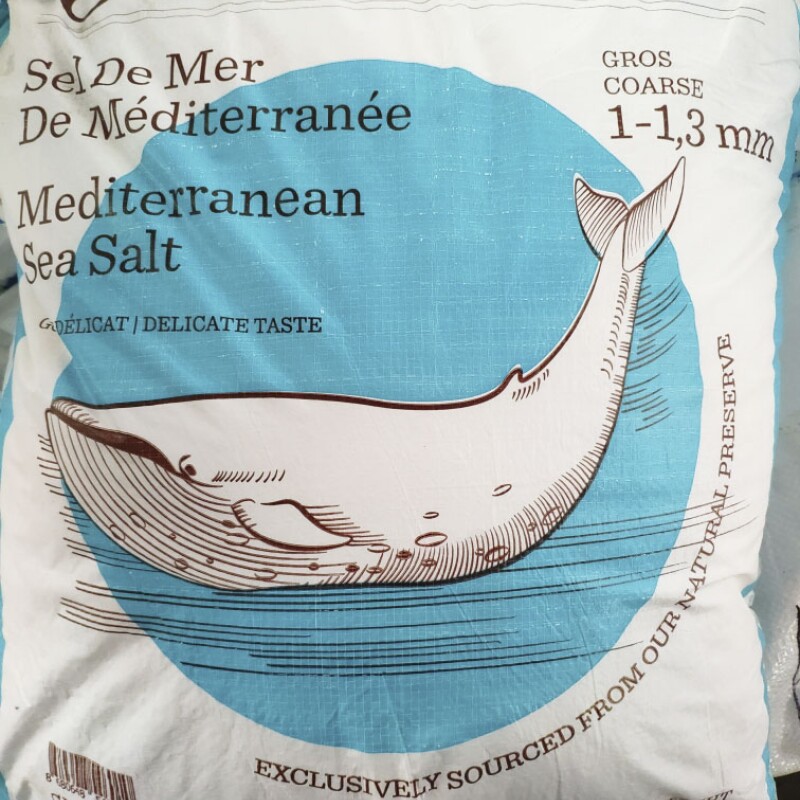 Sel De Mer
De Méditerranée
Mediterranean
Sea Salt
DÉLICAT / DELICATE TASTE
GROS
COARSE
1-1,3 mm
EXCLUSIVELY SOURCED FROM OUR NATURAL PRESERVE